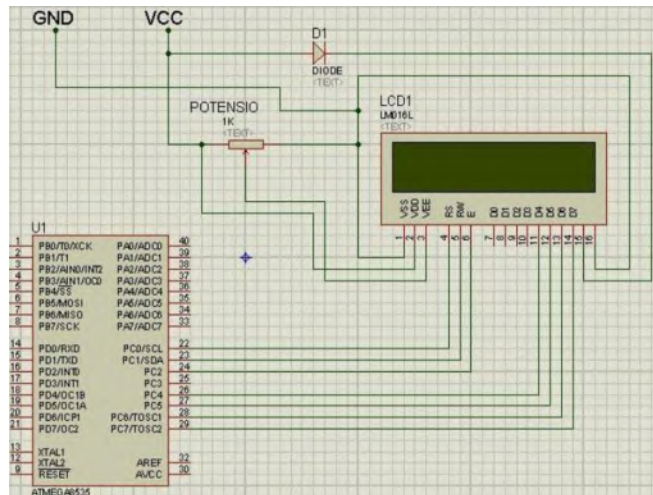 GND VCC
D1
DIODE
<TEXT>
POTENSIO
1K
<TEXT>
LCD1
LM016L
<TEXT>
VSS VDD VEE RS RW E D0 D1 D2 D3 D4 D5 D6 D7
1 2 3 4 5 6 7 8 9 10 11 12 13 14 15 16
U1
1 PB0/T0/XCK PA0/ADC0 40
2 PB1/T1 PA1/ADC1 39
3 PB2/AIN0/INT2 PA2/ADC2 38
4 PB3/AIN1/OC0 PA3/ADC3 37
5 PB4/SS PA4/ADC4 36
6 PB5/MOSI PA5/ADC5 35
7 PB6/MISO PA6/ADC6 34
8 PB7/SCK PA7/ADC7 33
14 PD0/RXD PC0/SCL 22
15 PD1/TXD PC1/SDA 23
16 PD2/INT0 PC2 24
17 PD3/INT1 PC3 25
18 PD4/OC1B PC4 26
19 PD5/OC1A PC5 27
20 PD6/ICP1 PC6/TOSC1 28
21 PD7/OC2 PC7/TOSC2 29
13 XTAL1
12 XTAL2 AREF 32
9 RESET AVCC 30
ATMEGA8535